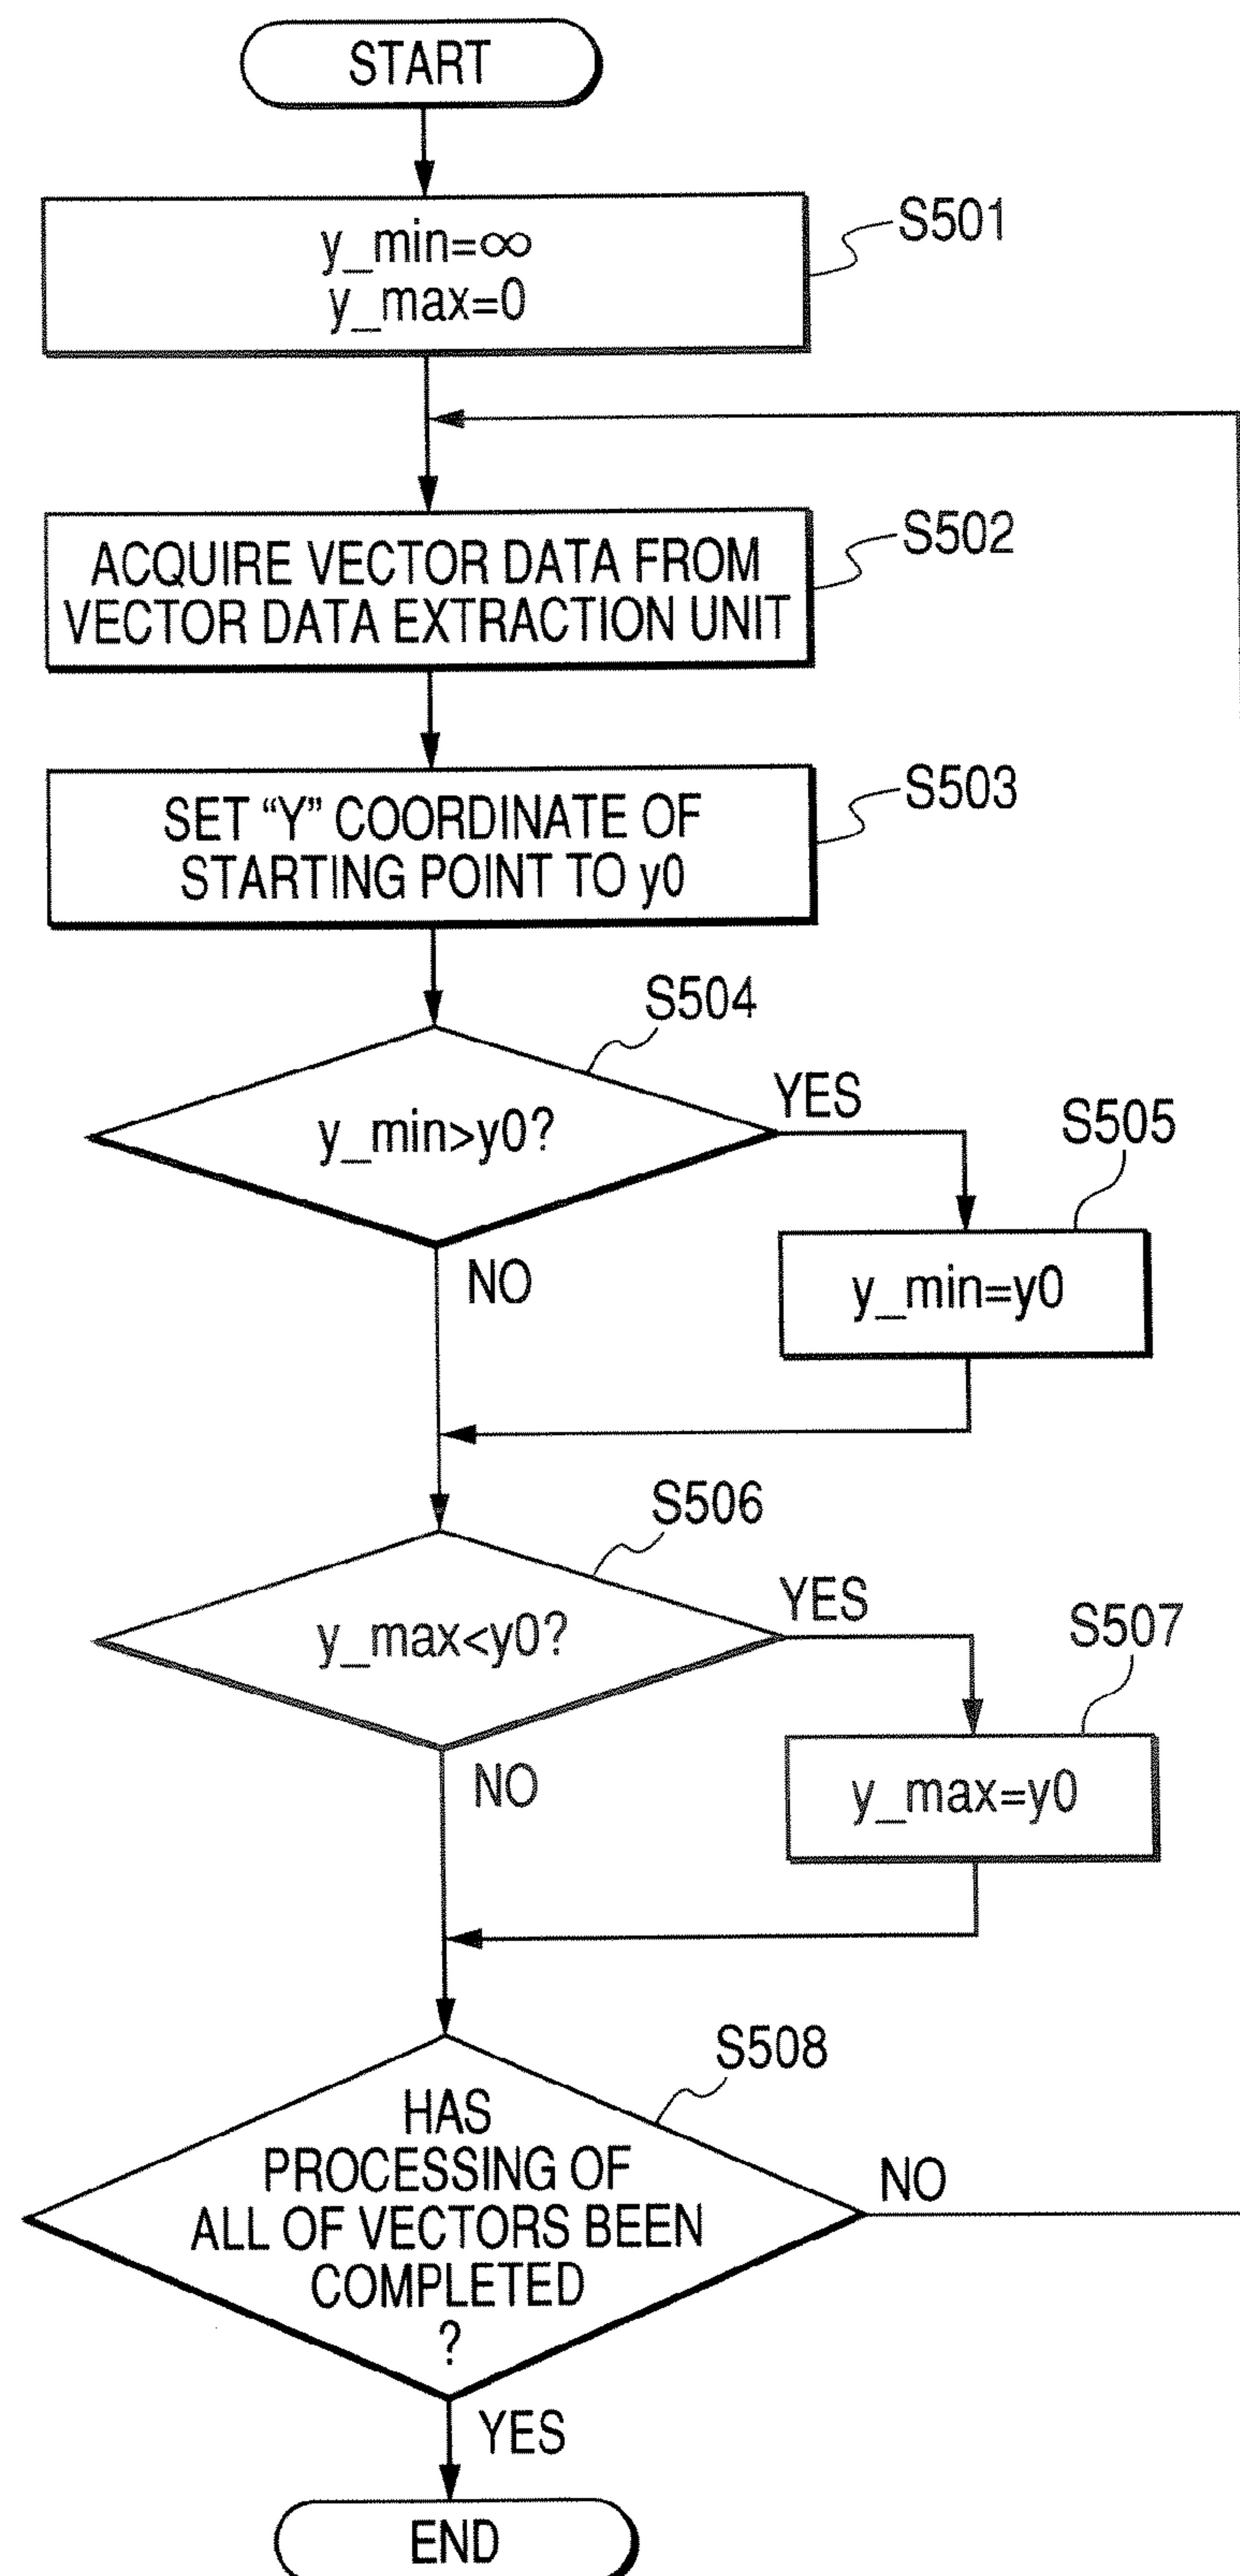 START
y_min=∞
y_max=0
S501
ACQUIRE VECTOR DATA FROM
VECTOR DATA EXTRACTION UNIT
S502
SET “Y” COORDINATE OF
STARTING POINT TO y0
S503
S504
y_min>y0?
YES
NO
S505
y_min=y0
S506
y_max<y0?
YES
NO
S507
y_max=y0
S508
HAS
PROCESSING OF
ALL OF VECTORS BEEN
COMPLETED
?
NO
YES
END